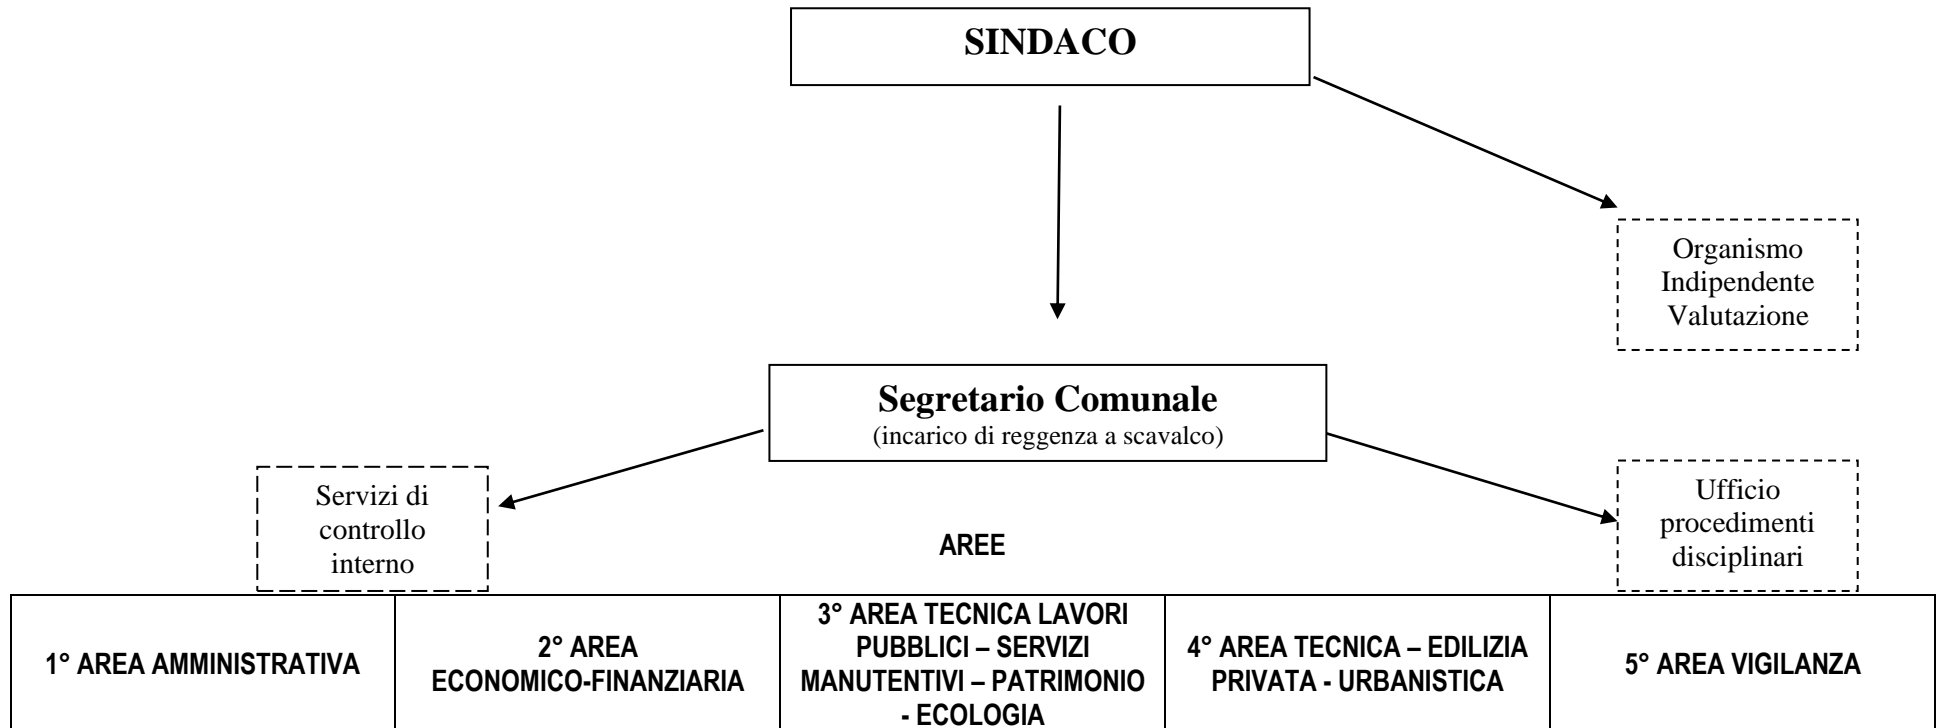 SINDACO
Organismo
Indipendente
Valutazione
Segretario Comunale
(incarico di reggenza a scavalco)
Servizi di
controllo
interno
Ufficio
procedimenti
disciplinari
AREE
1° AREA AMMINISTRATIVA
2° AREA
ECONOMICO-FINANZIARIA
3° AREA TECNICA LAVORI
PUBBLICI – SERVIZI
MANUTENTIVI – PATRIMONIO
- ECOLOGIA
4° AREA TECNICA – EDILIZIA
PRIVATA - URBANISTICA
5° AREA VIGILANZA